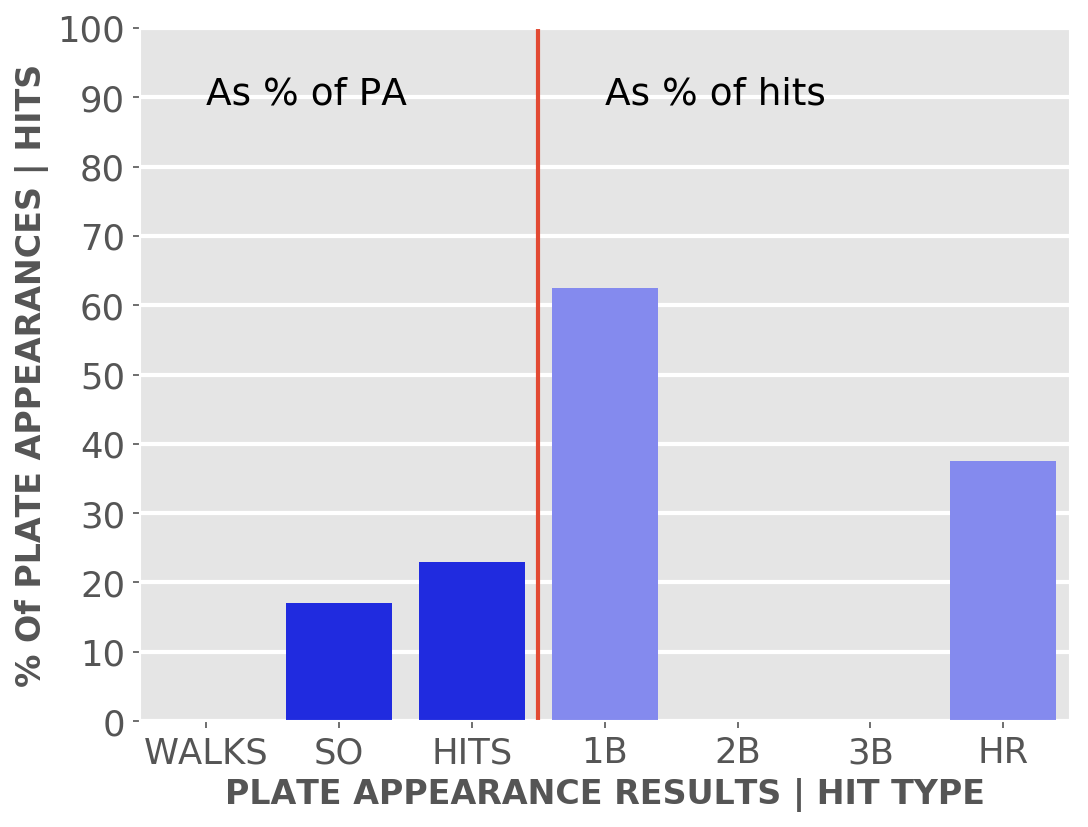 100
90
80
70
60
50
40
30
20
10
0
% Of PLATE APPEARANCES | HITS
As % of PA
As % of hits
WALKS SO HITS 1B 2B 3B HR
PLATE APPEARANCE RESULTS | HIT TYPE